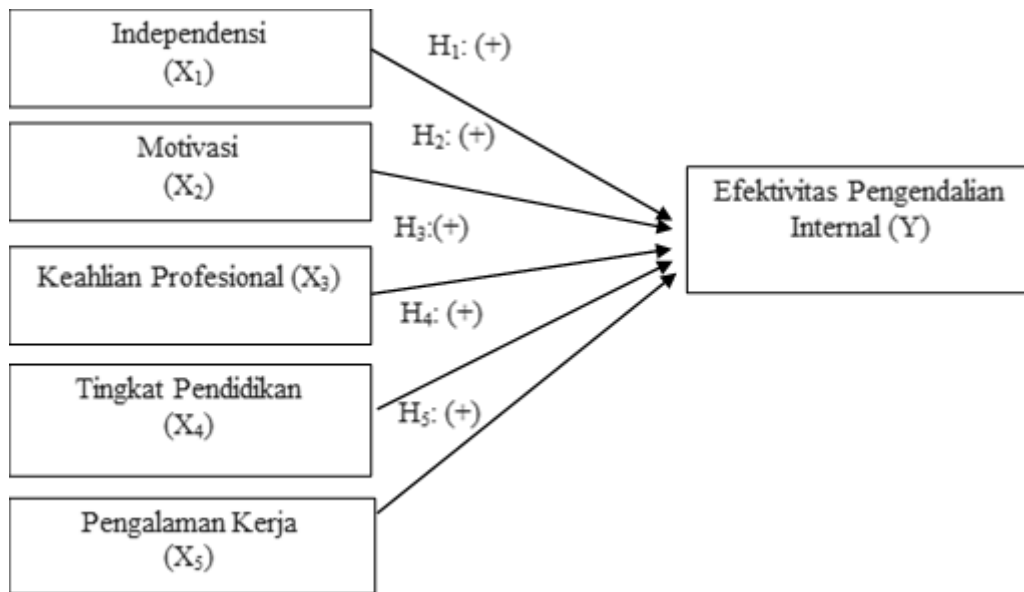 Independensi
(X₁)
H₁: (+)
Motivasi
(X₂)
H₂: (+)
Keahlian Profesional (X₃)
H₃:(+)
Tingkat Pendidikan
(X₄)
H₄: (+)
Pengalaman Kerja
(X₅)
H₅: (+)
Efektivitas Pengendalian
Internal (Y)